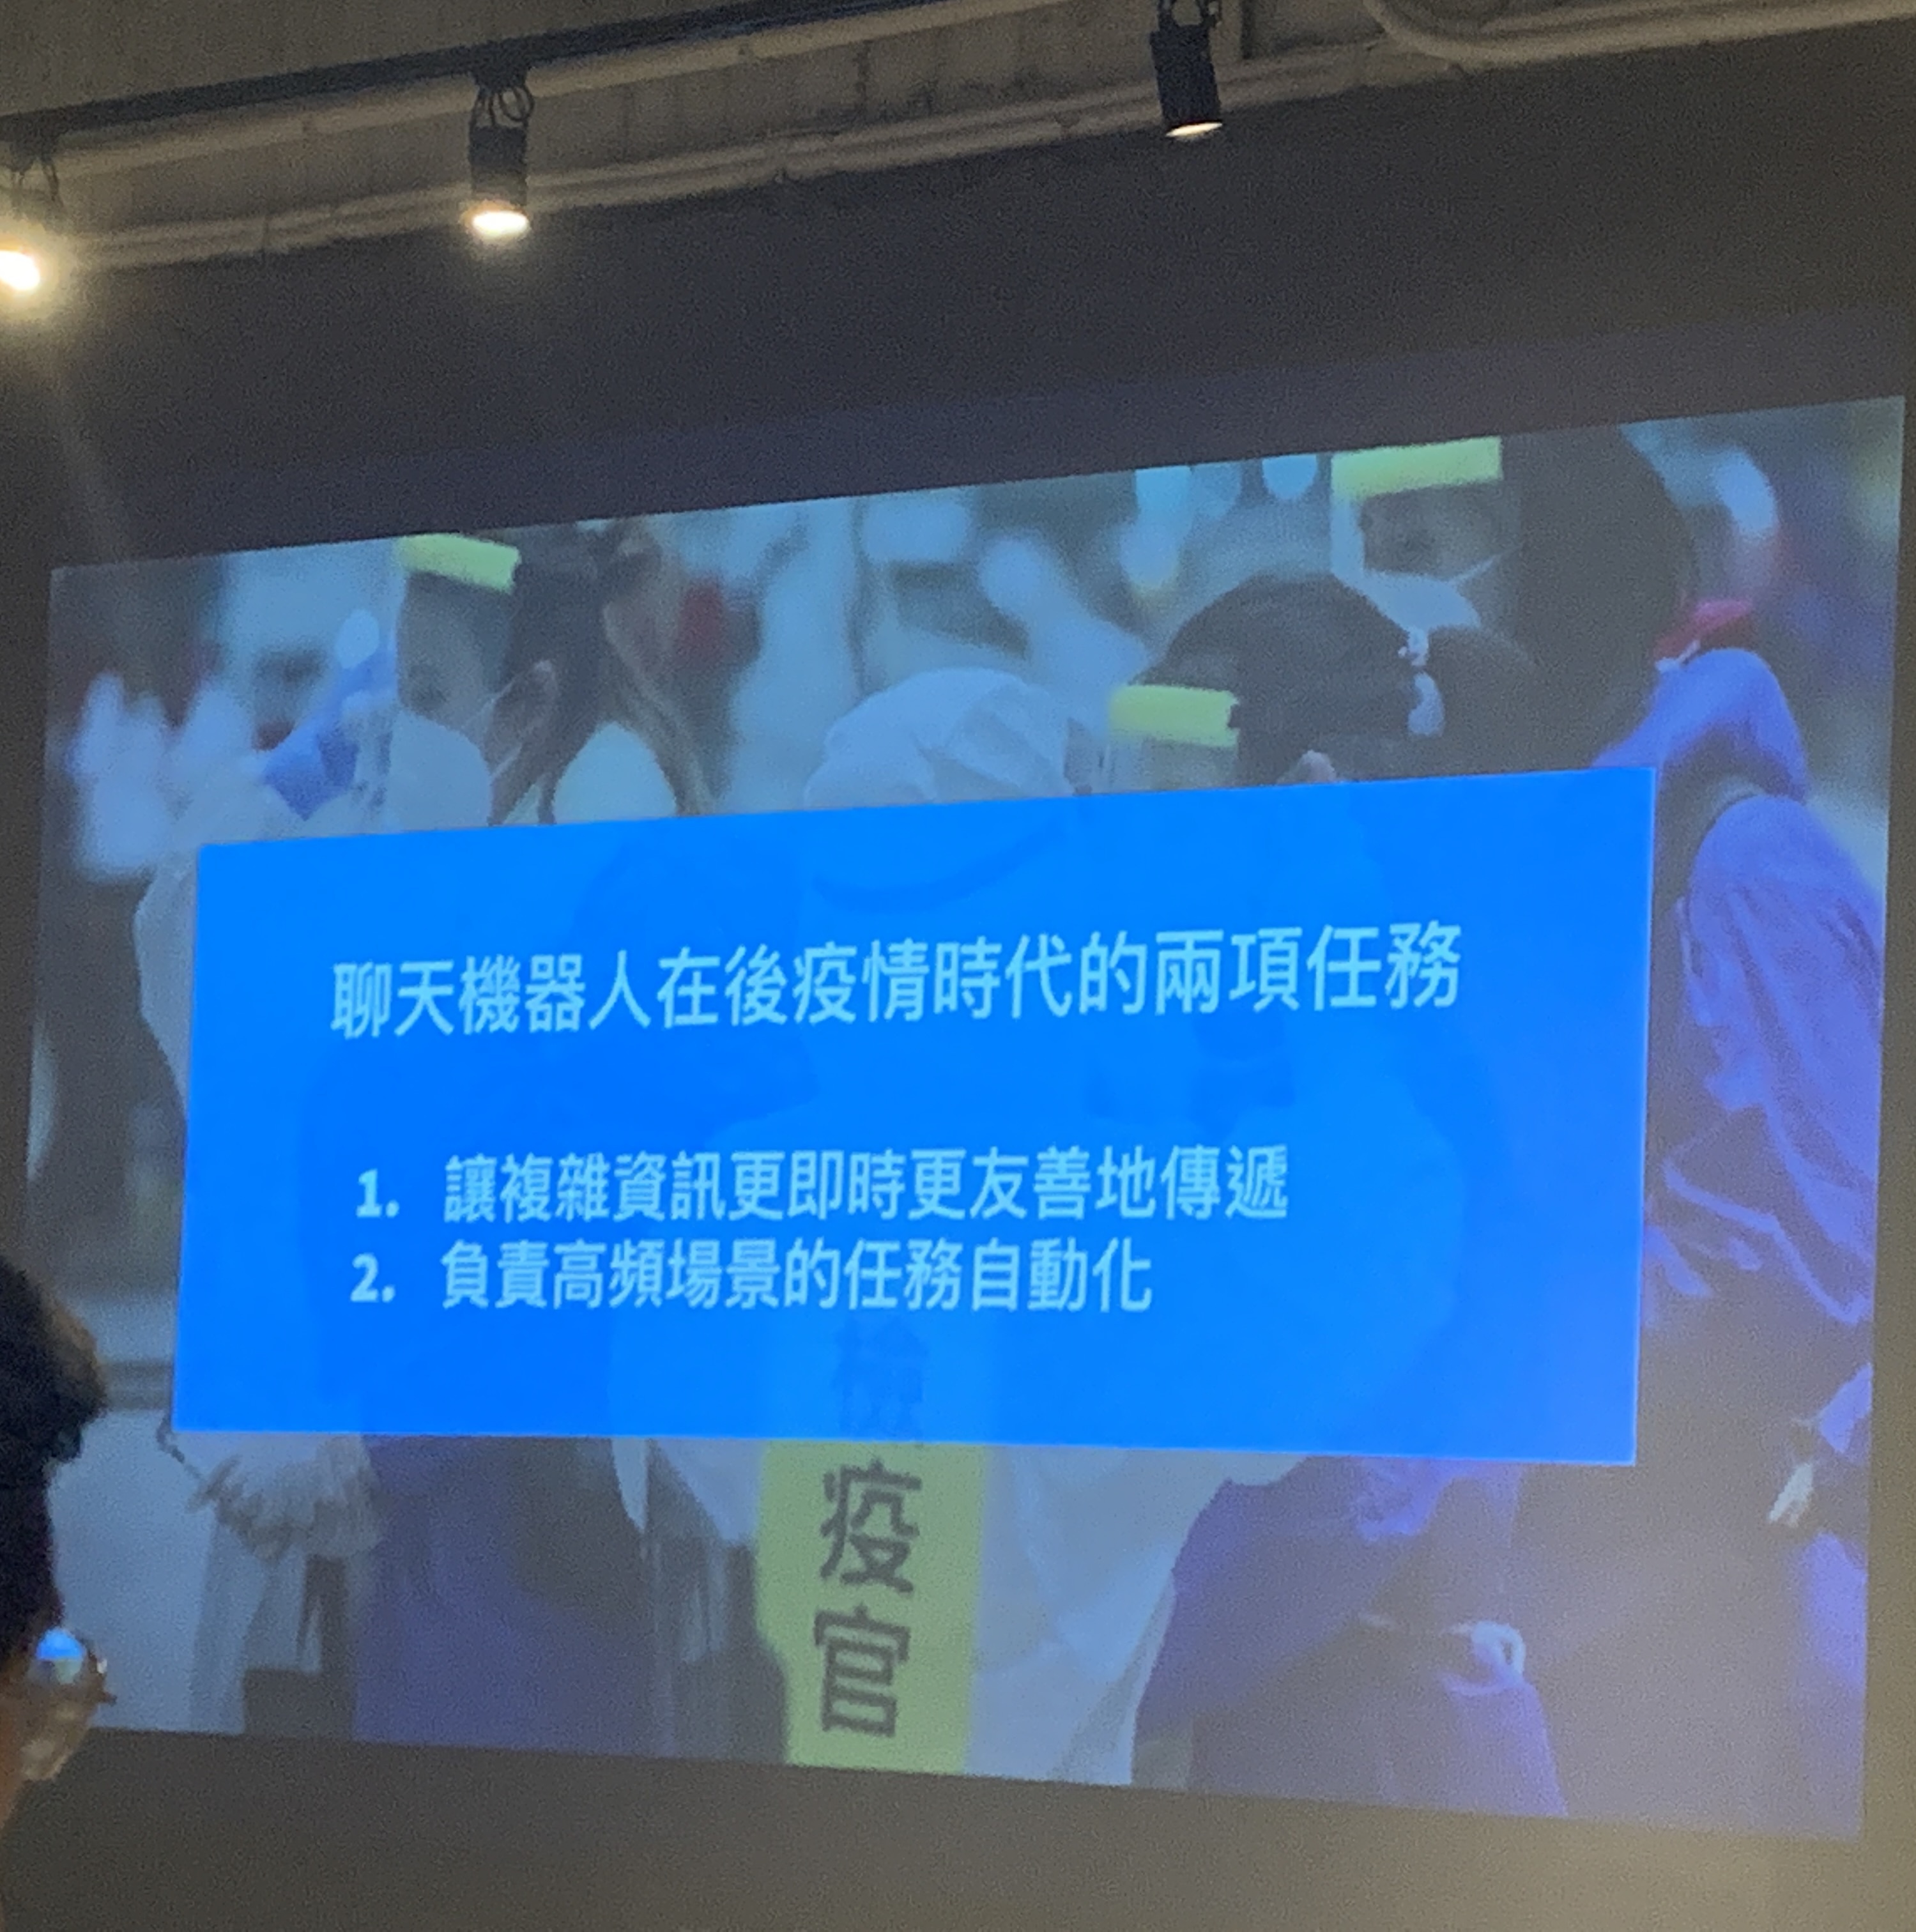 聊天機器人在後疫情時代的兩項任務
1. 讓複雜資訊更即時更友善地傳遞
2. 負責高頻場景的任務自動化
檢
疫
官